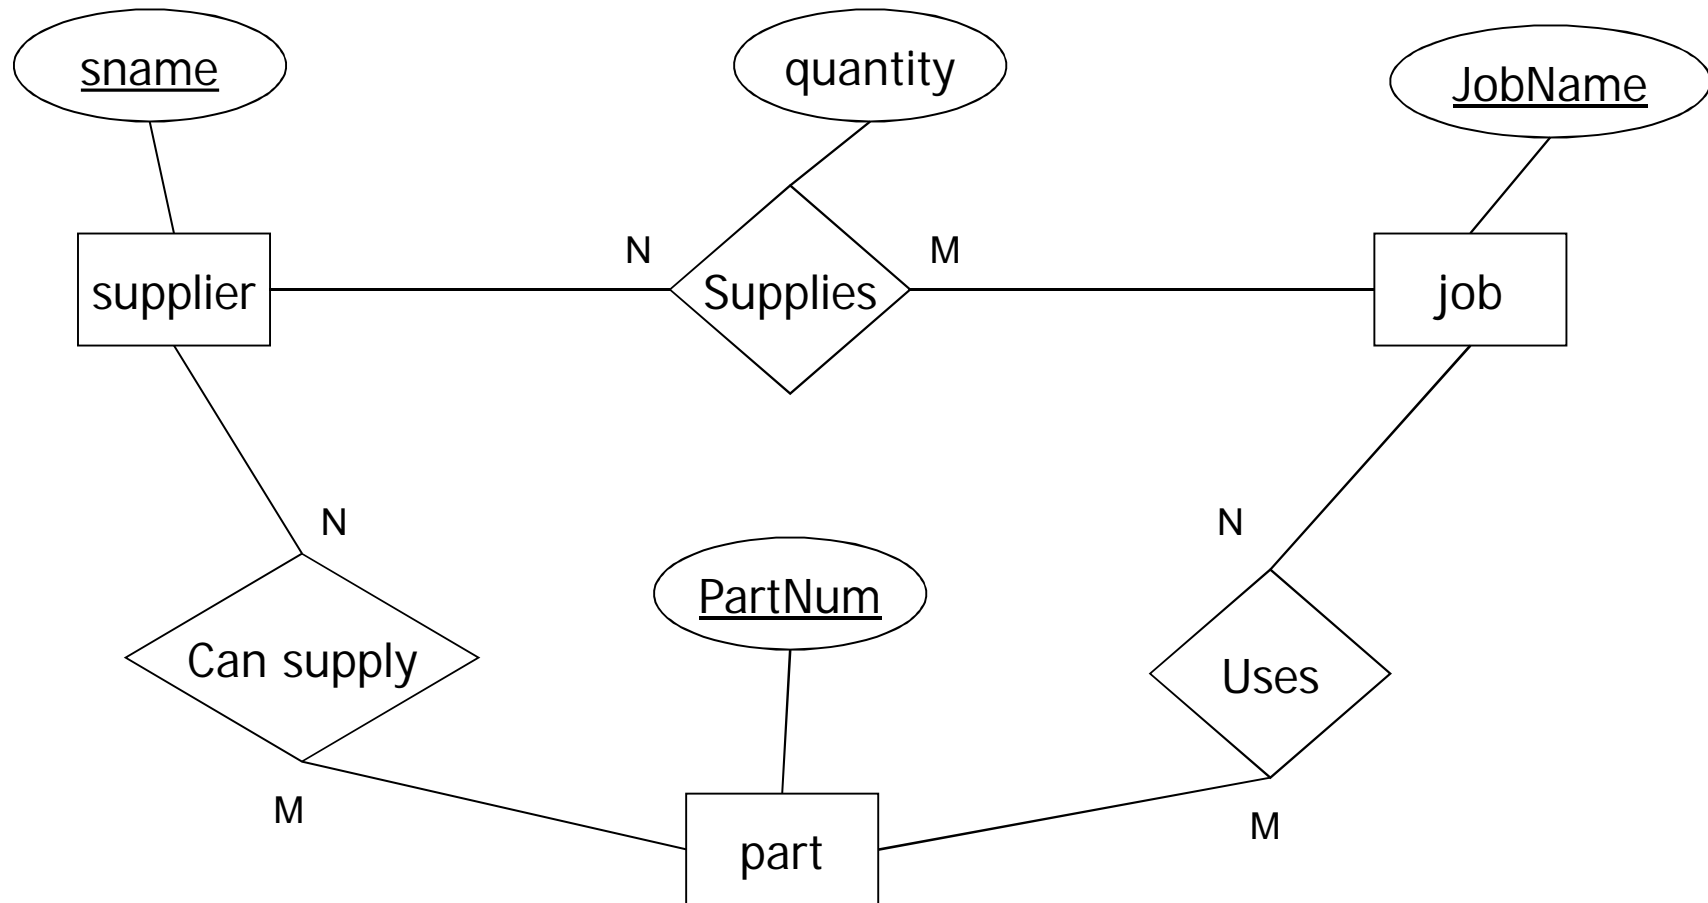 sname
quantity
JobName
N
M
supplier
Supplies
job
N
N
PartNum
Can supply
Uses
M
M
part